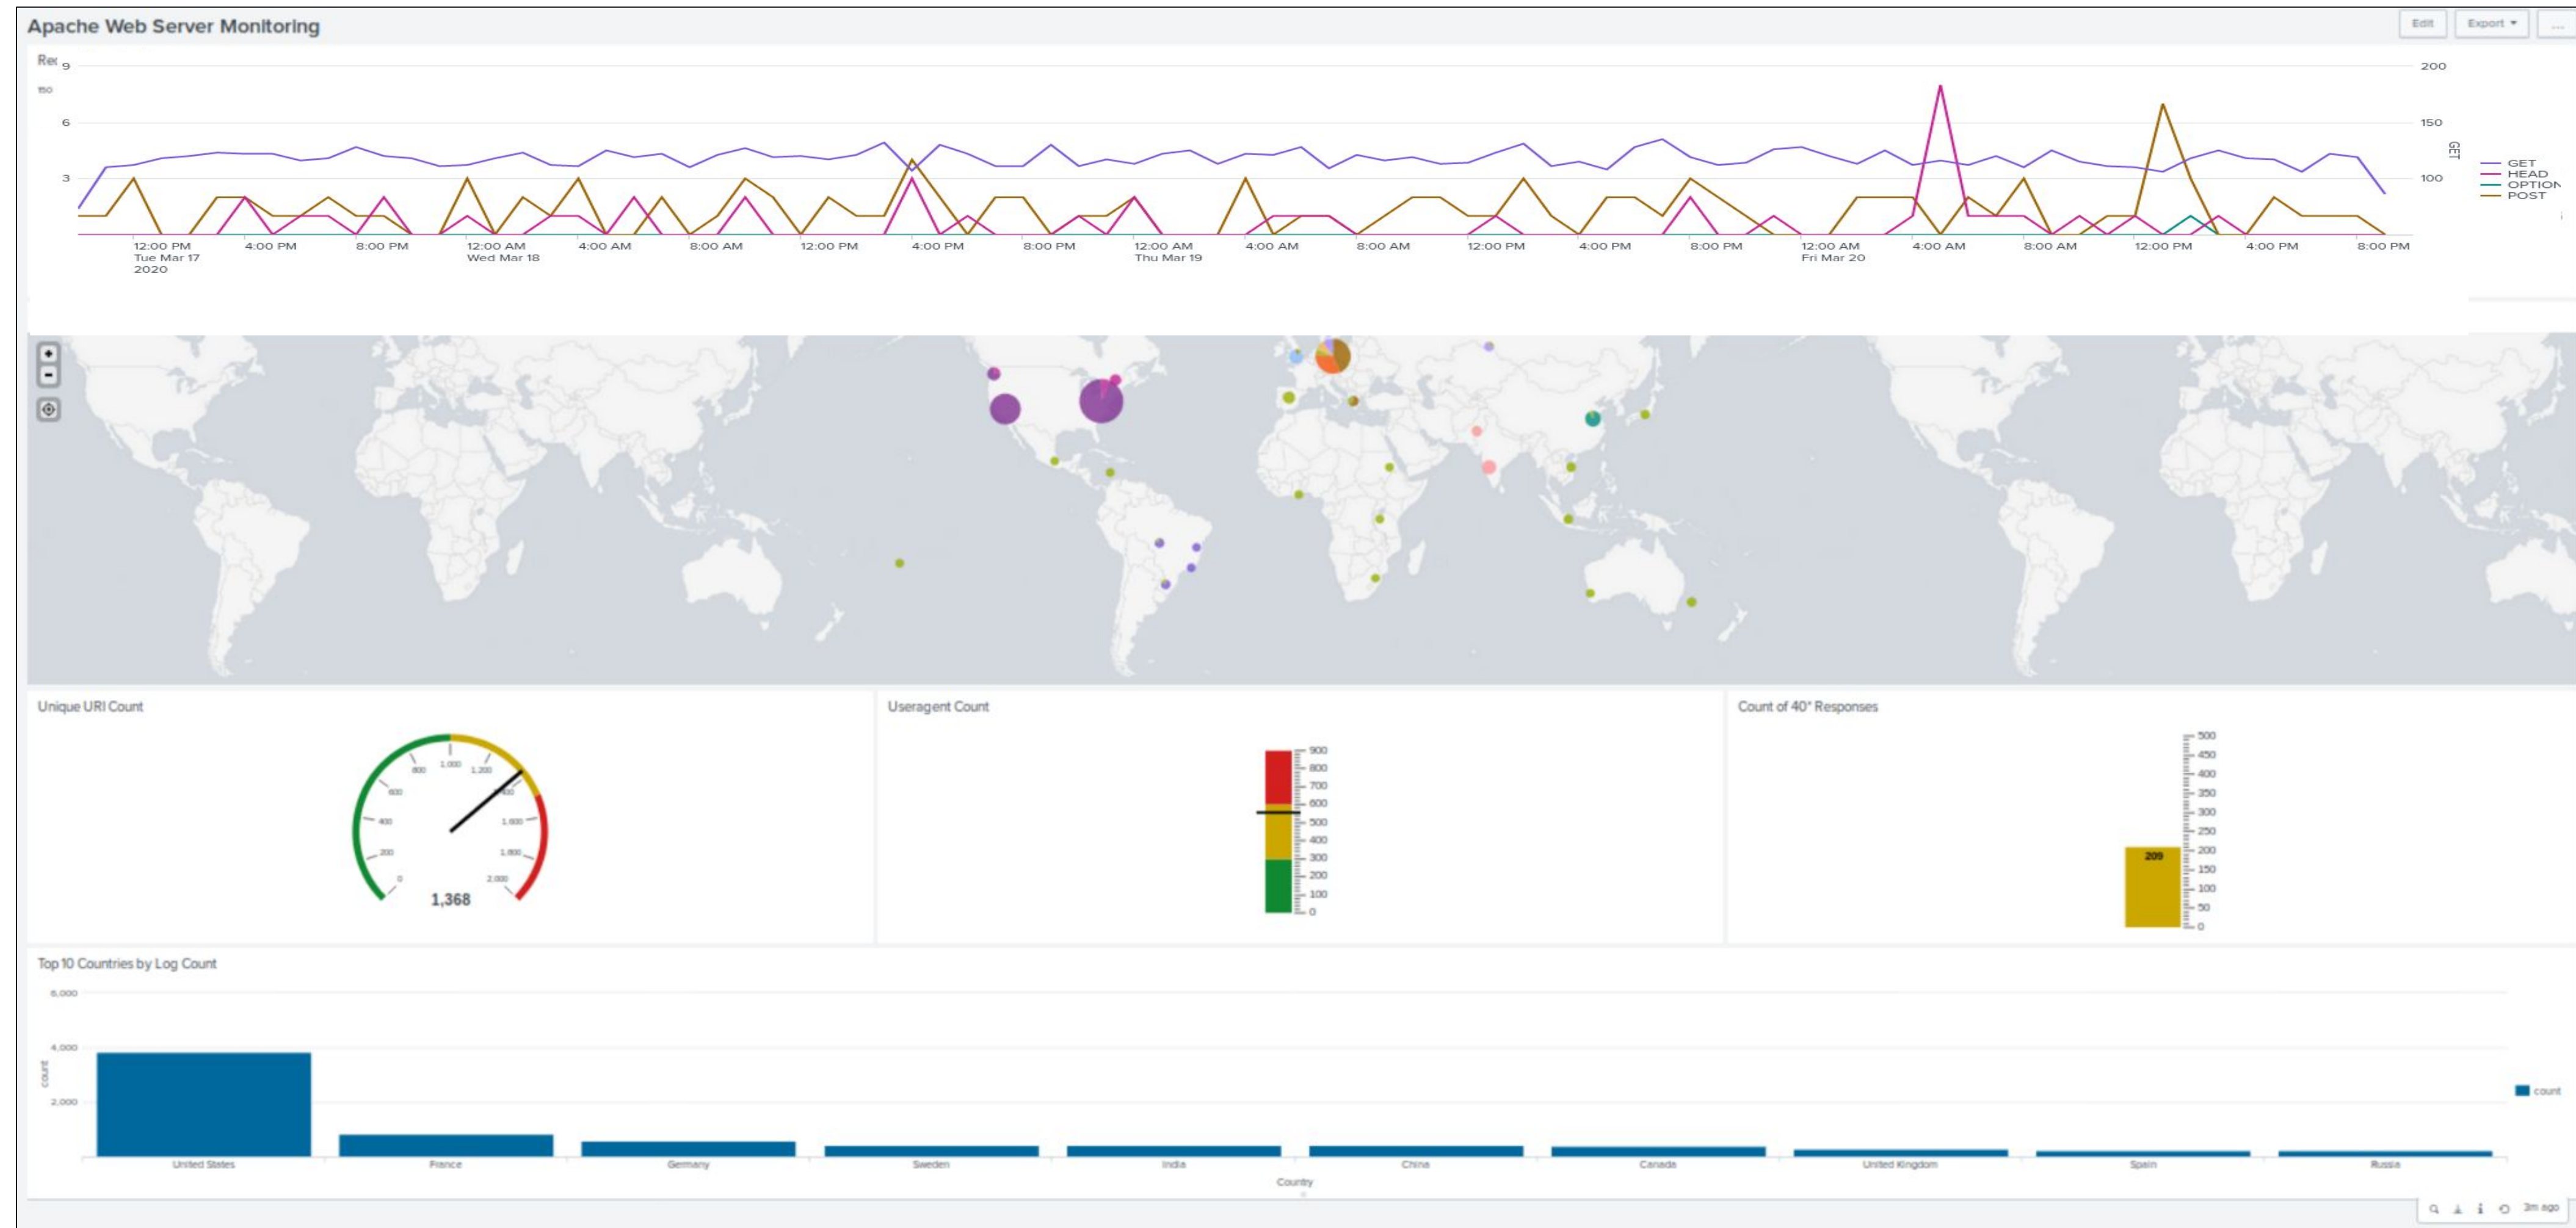 Apache Web Server Monitoring
Edit
Export
...
Rec
150
9
6
3
200
150
100
GET
GET
HEAD
OPTION
POST
12:00 PM 4:00 PM 8:00 PM 12:00 AM 4:00 AM 8:00 AM 12:00 PM 4:00 PM 8:00 PM 12:00 AM 4:00 AM 8:00 AM 12:00 PM 4:00 PM 8:00 PM 12:00 AM 4:00 AM 8:00 AM 12:00 PM 4:00 PM 8:00 PM
Tue Mar 17 Wed Mar 18 Thu Mar 19 Fri Mar 20
2020
+
-
Unique URI Count
0
200
400
600
800
1,000
1,200
1,600
1,800
2,000
1,368
Useragent Count
900
800
700
600
500
400
300
200
100
0
Count of 40* Responses
500
450
400
350
300
250
200
150
100
50
0
209
Top 10 Countries by Log Count
6,000
4,000
2,000
count
count
United States France Germany Sweden India China Canada United Kingdom Spain Russia
Country
3m ago